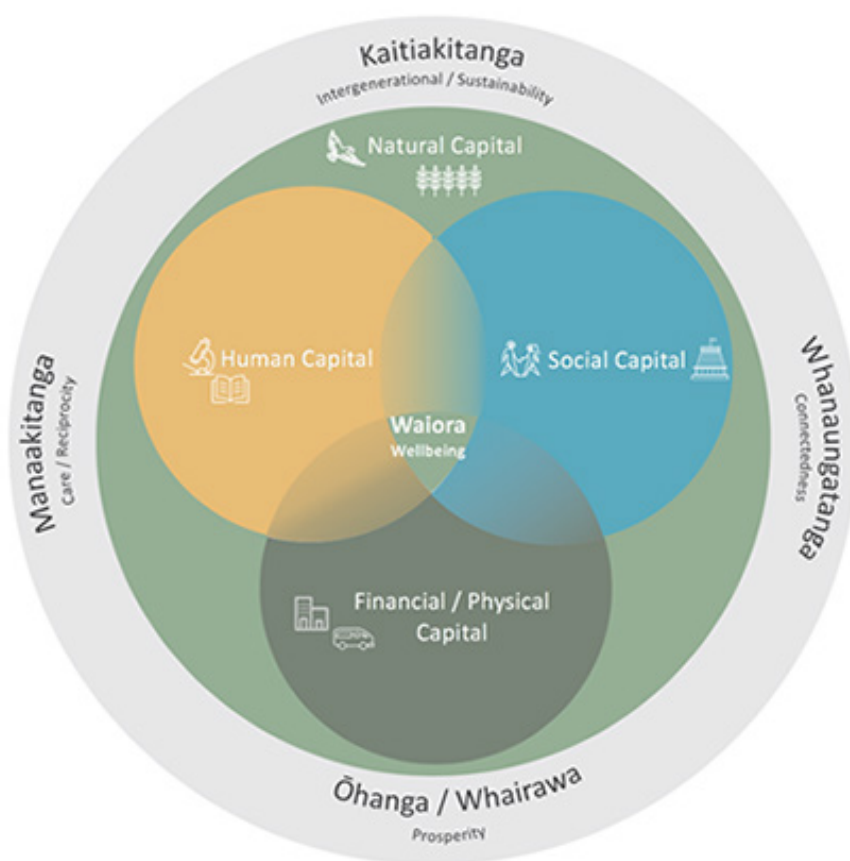 Kaitiakitanga
Intergenerational / Sustainability
Natural Capital
Human Capital
Social Capital
Waiora
Wellbeing
Manaakitanga
Care / Reciprocity
Whanaungatanga
Connectedness
Financial / Physical
Capital
Ōhanga / Whairawa
Prosperity